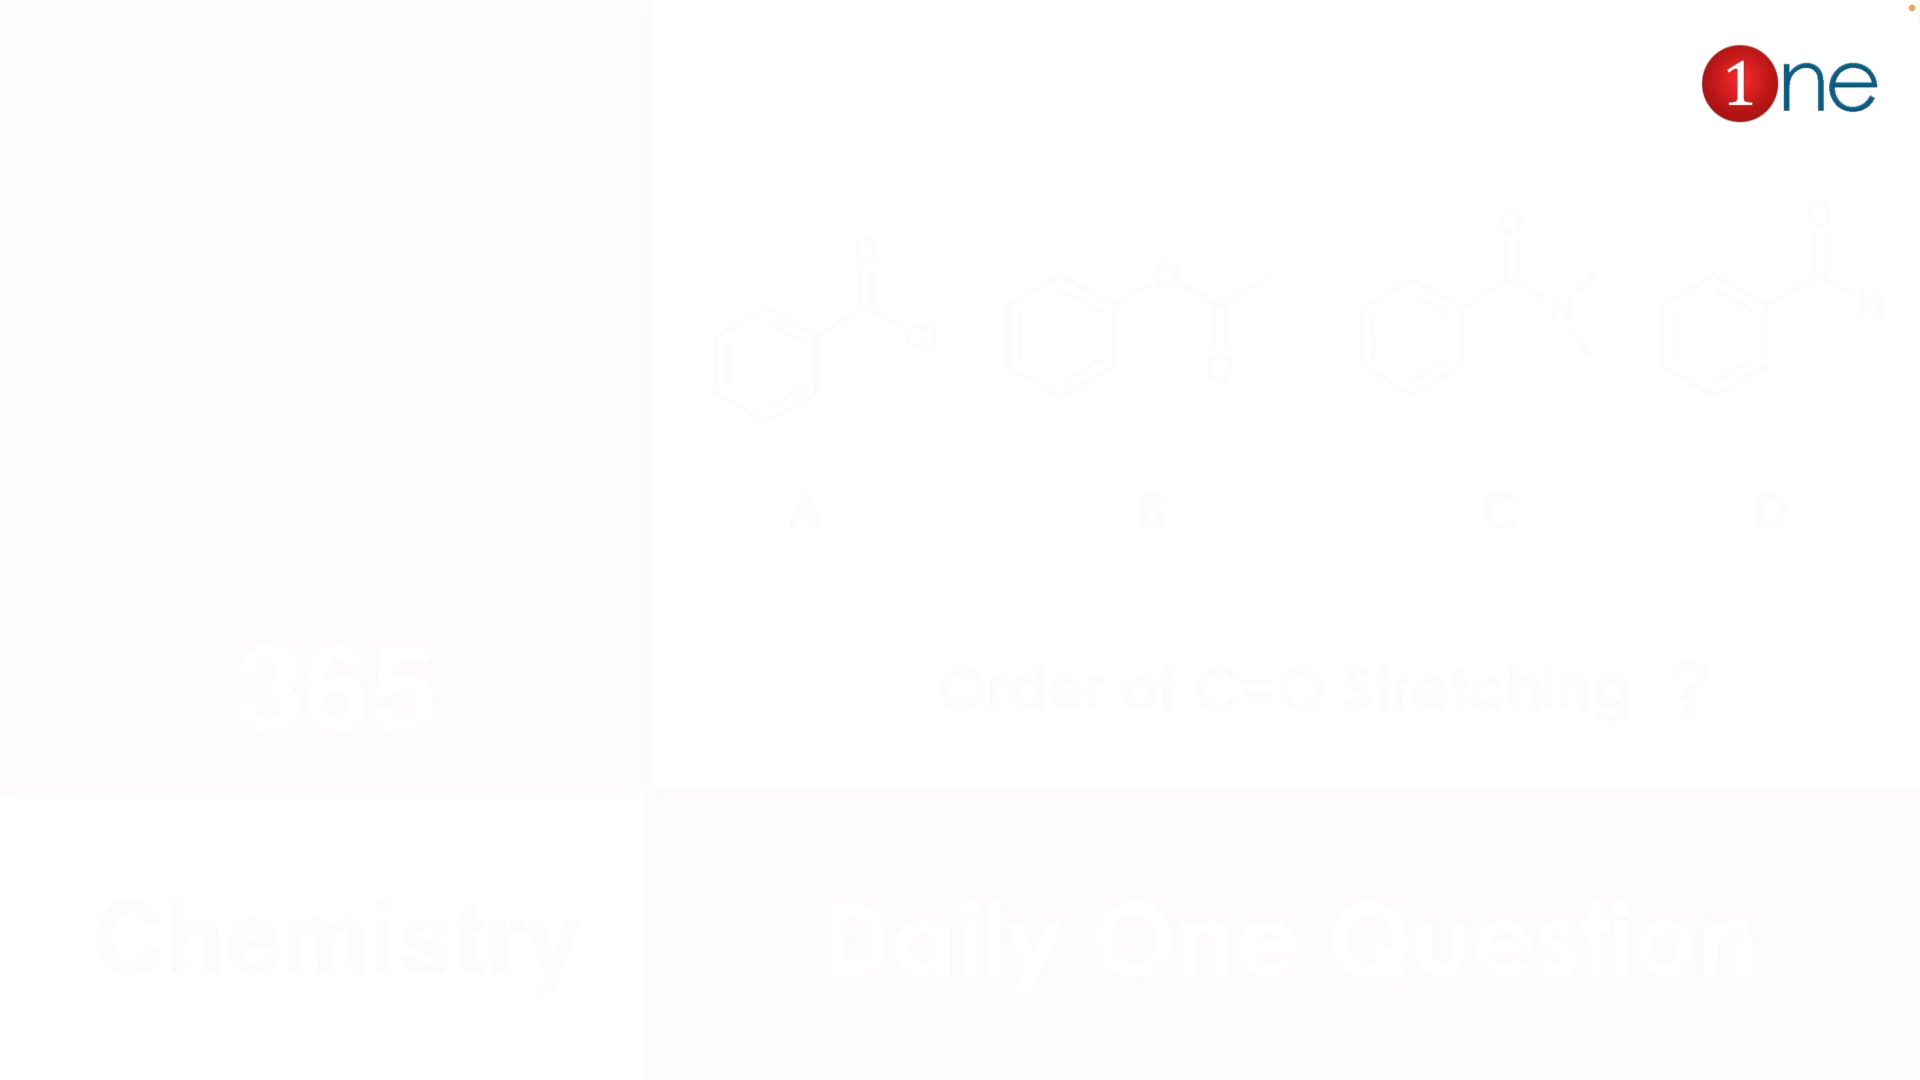 1ne
O
O
O
O
Cl
O
N
H
O
A B C D
365
Order of C=O Stretching ?
Chemistry
Daily One Question